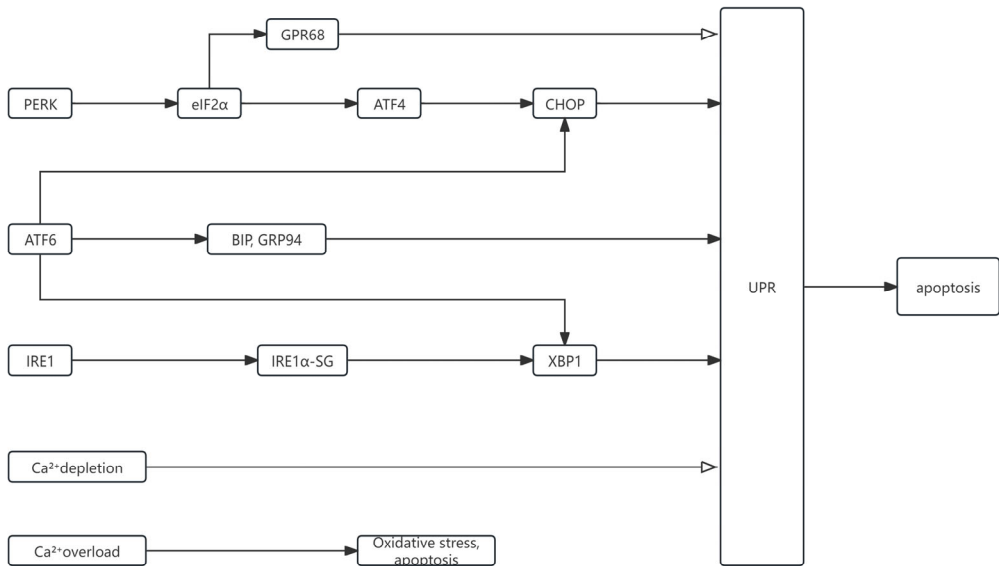 GPR68
PERK
eIF2α
ATF4
CHOP
ATF6
BIP, GRP94
UPR
apoptosis
IRE1
IRE1α-SG
XBP1
Ca²⁺depletion
Ca²⁺overload
Oxidative stress,
apoptosis